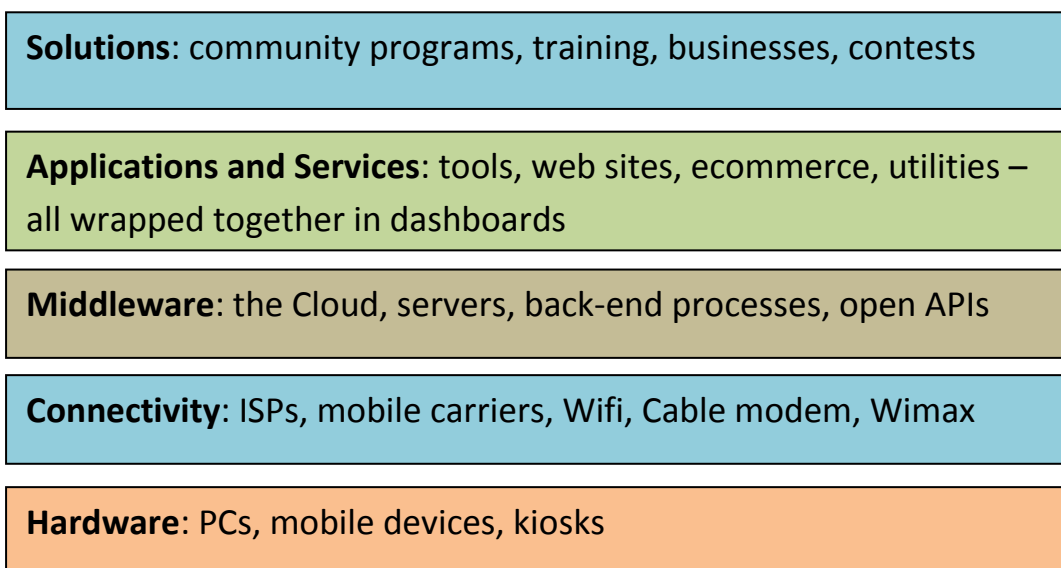 Solutions: community programs, training, businesses, contests
Applications and Services: tools, web sites, ecommerce, utilities –
all wrapped together in dashboards
Middleware: the Cloud, servers, back-end processes, open APIs
Connectivity: ISPs, mobile carriers, Wifi, Cable modem, Wimax
Hardware: PCs, mobile devices, kiosks